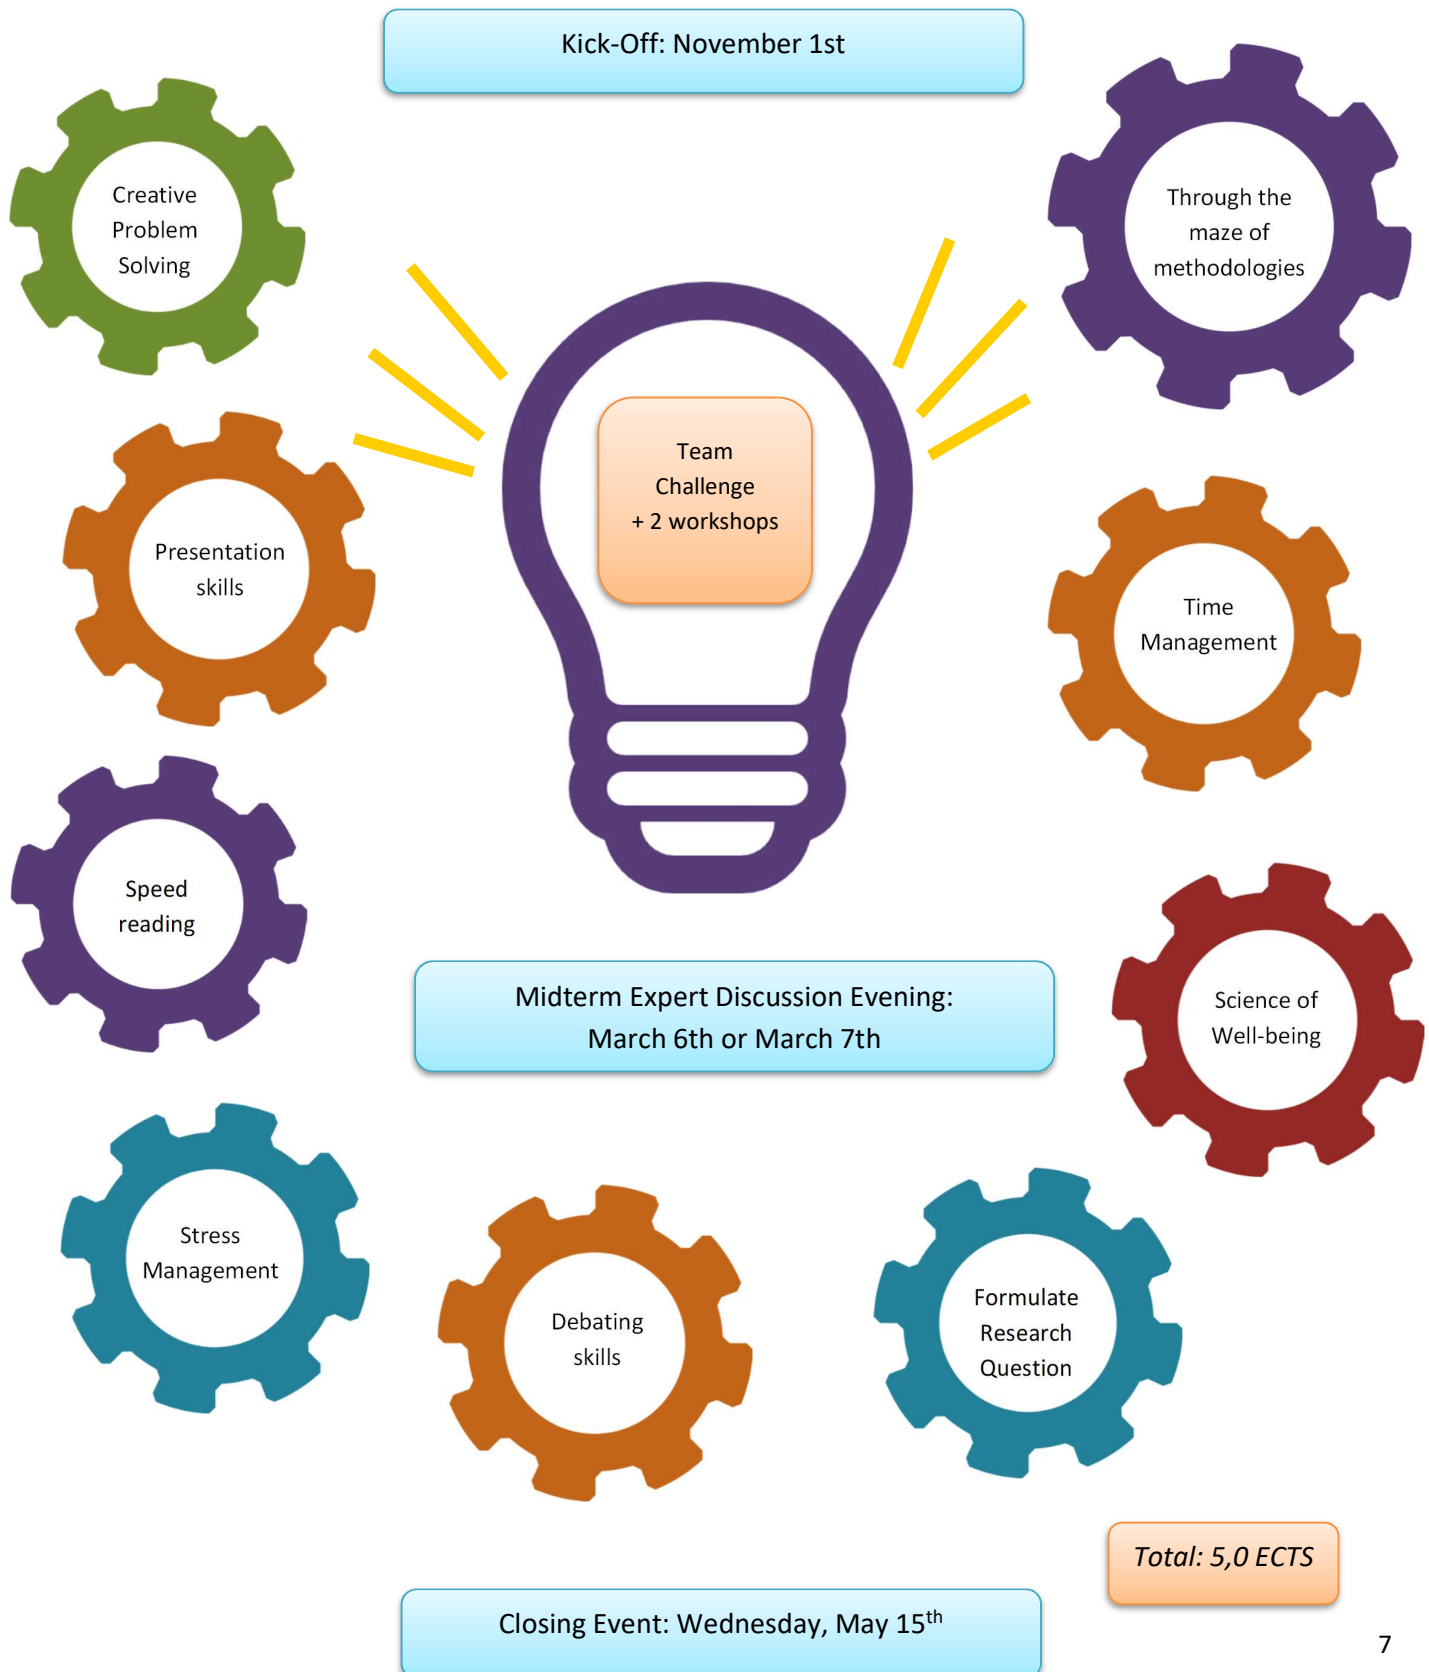 Kick-Off: November 1st
Creative
Problem
Solving
Through the
maze of
methodologies
Team
Challenge
+ 2 workshops
Presentation
skills
Time
Management
Speed
reading
Midterm Expert Discussion Evening:
March 6th or March 7th
Science of
Well-being
Stress
Management
Debating
skills
Formulate
Research
Question
Total: 5,0 ECTS
Closing Event: Wednesday, May 15th
7